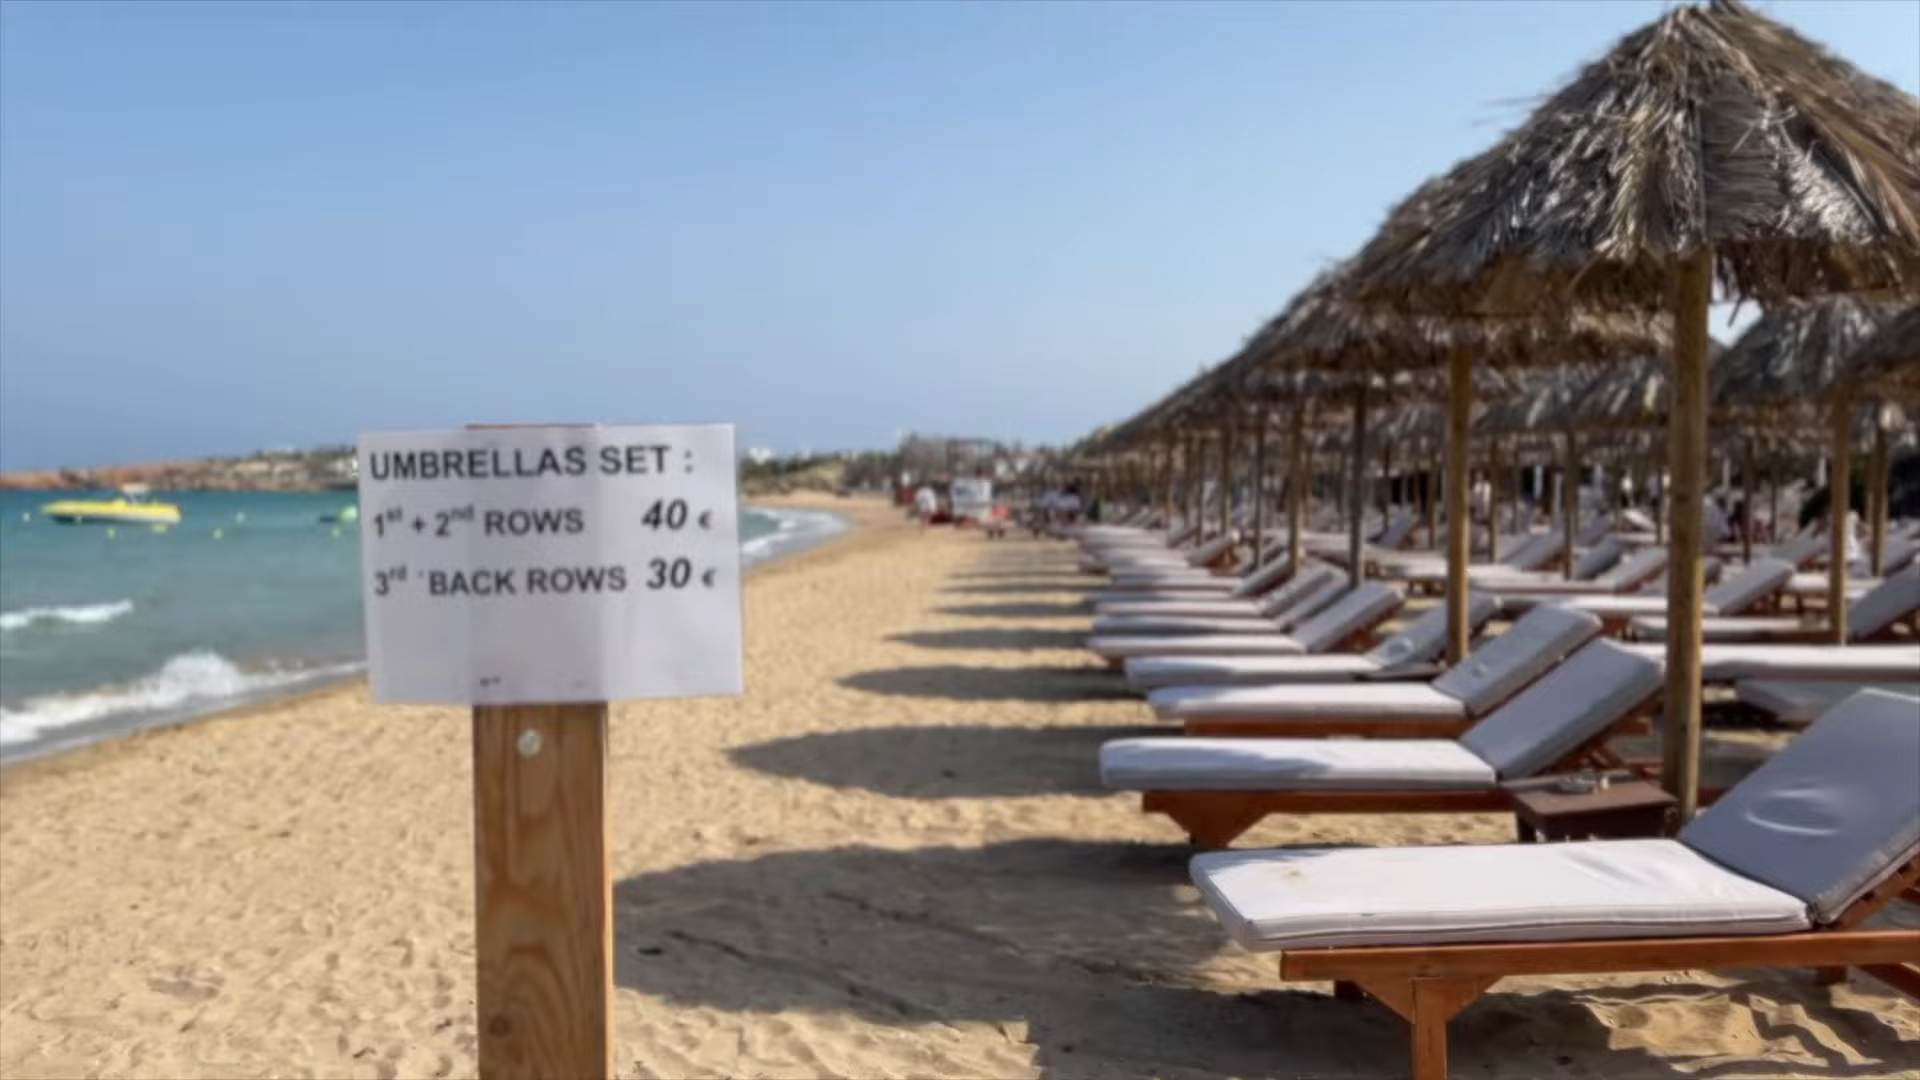 UMBRELLAS SET :
1st + 2nd ROWS 40 €
3rd BACK ROWS 30 €